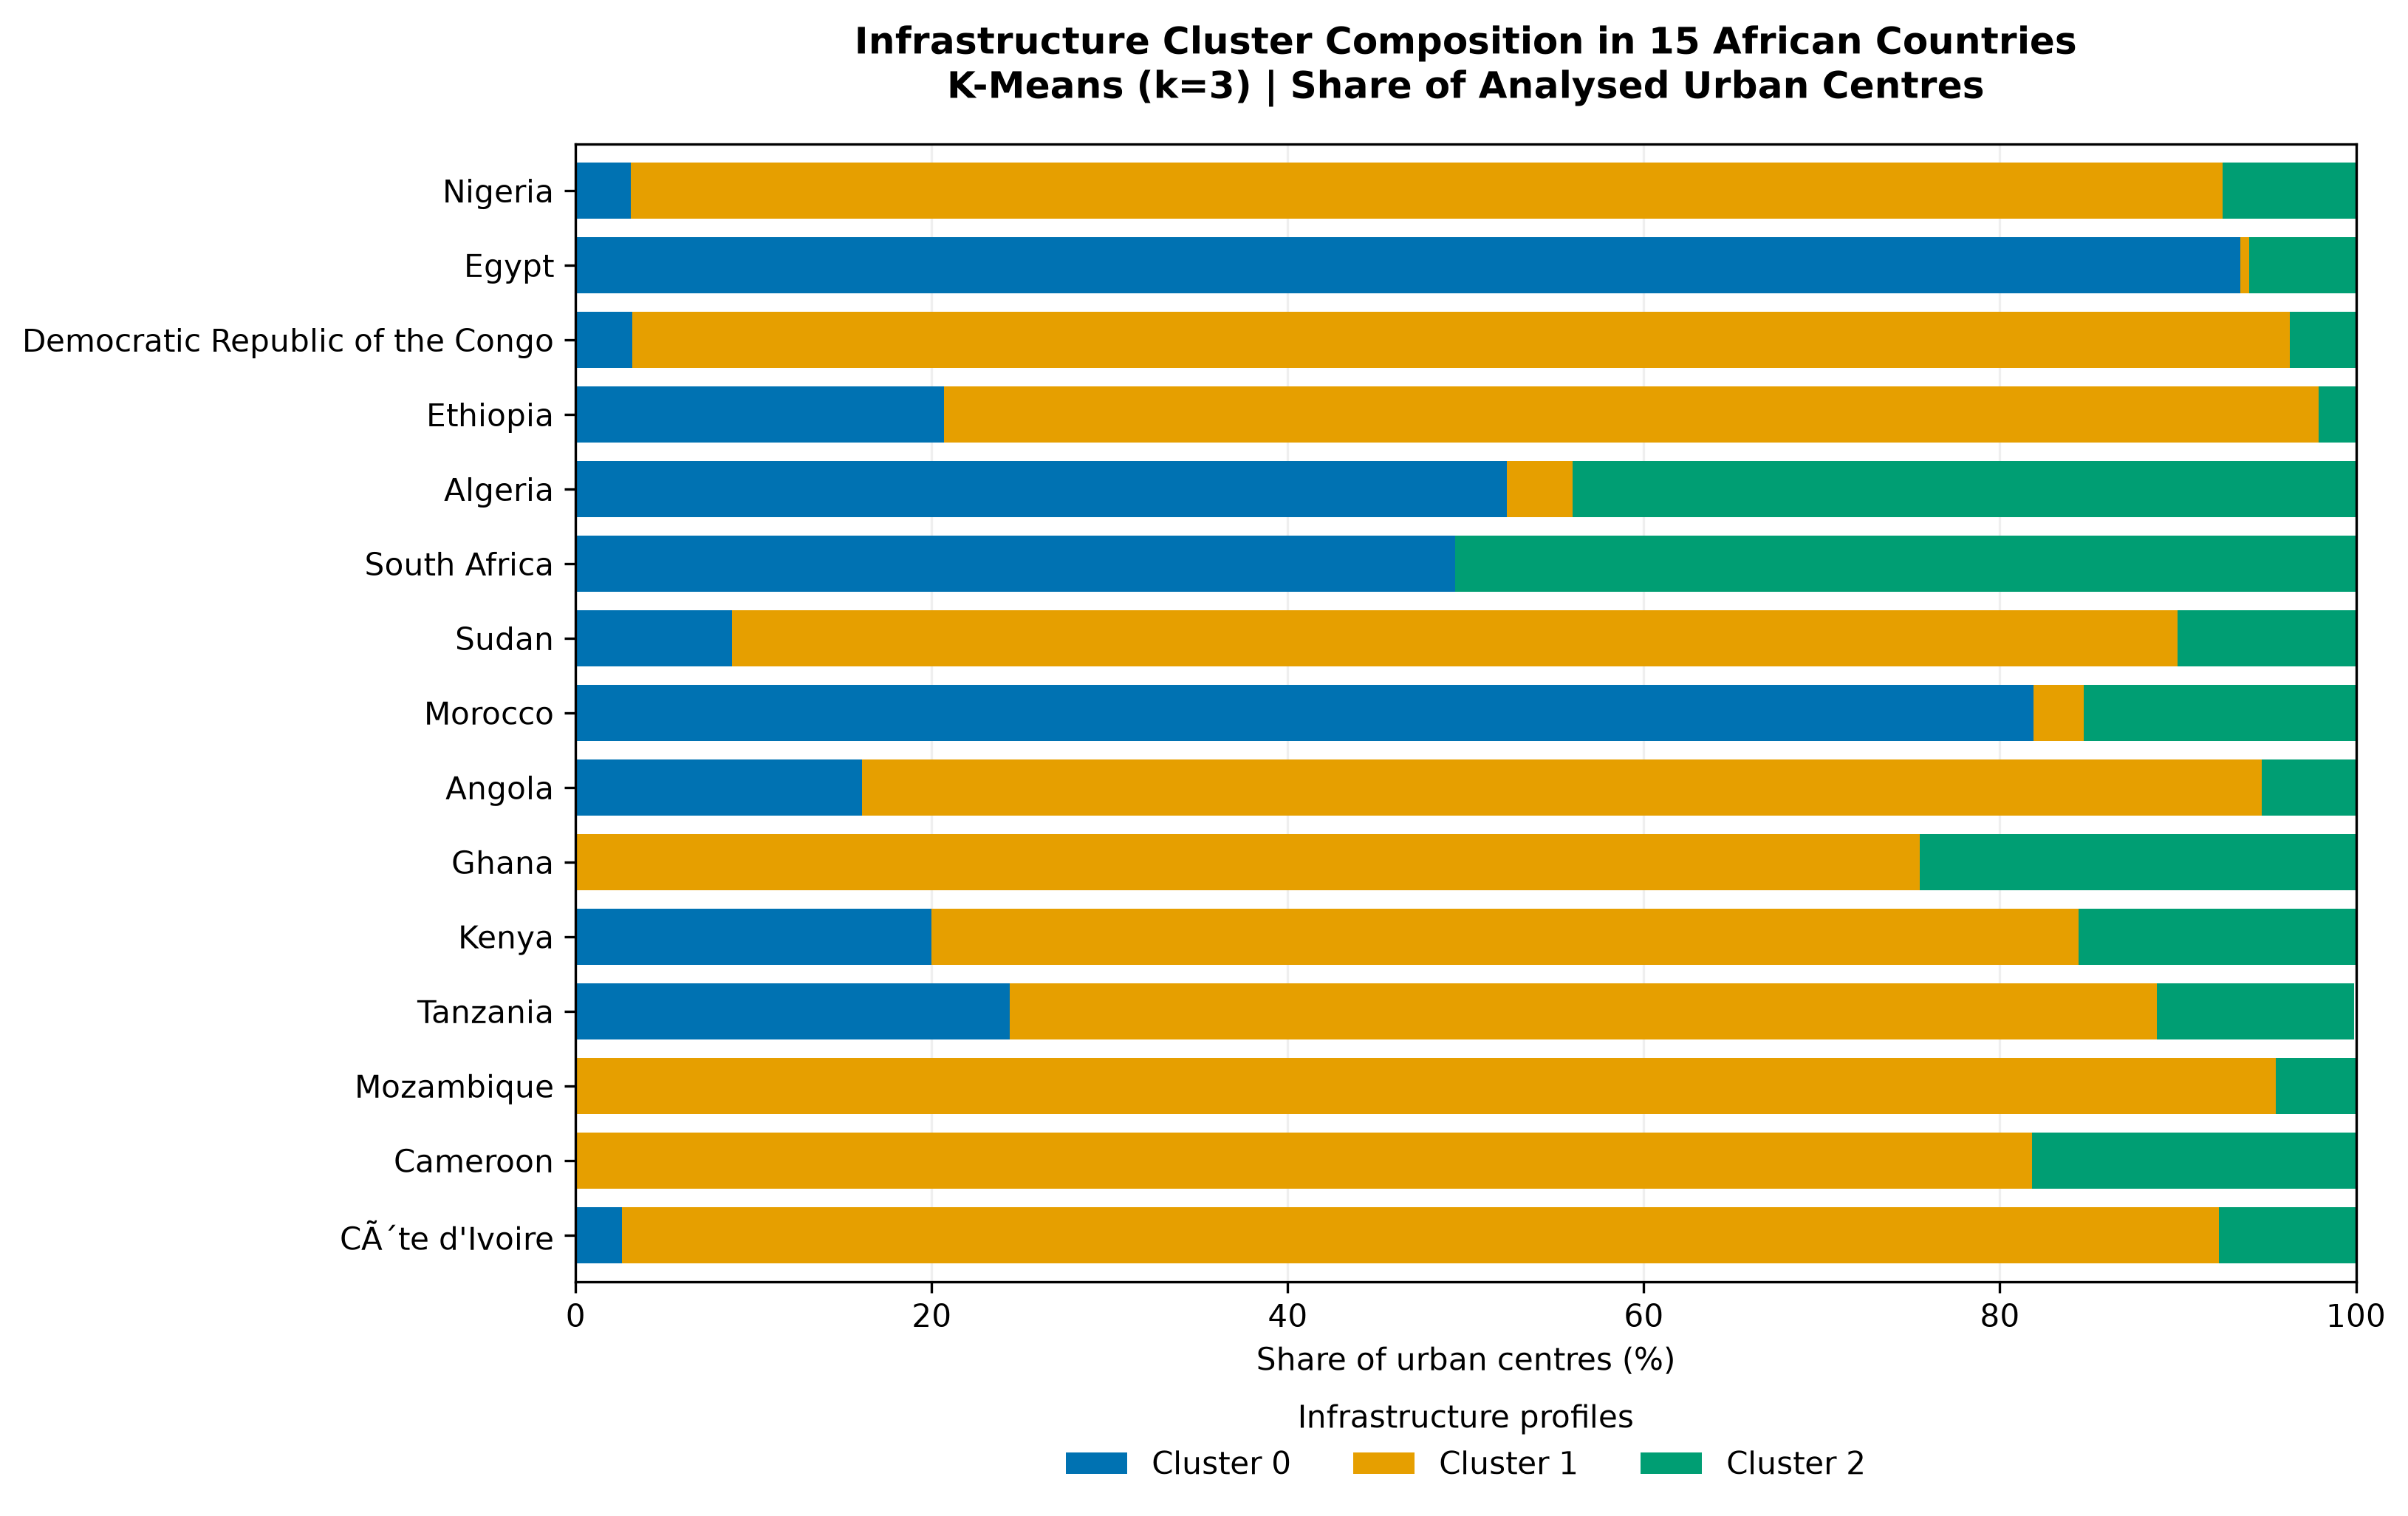 Infrastructure Cluster Composition in 15 African Countries
K-Means (k=3) | Share of Analysed Urban Centres
Nigeria
Egypt
Democratic Republic of the Congo
Ethiopia
Algeria
South Africa
Sudan
Morocco
Angola
Ghana
Kenya
Tanzania
Mozambique
Cameroon
CÃ´te d'Ivoire
0 20 40 60 80 100
Share of urban centres (%)
Infrastructure profiles
Cluster 0 Cluster 1 Cluster 2